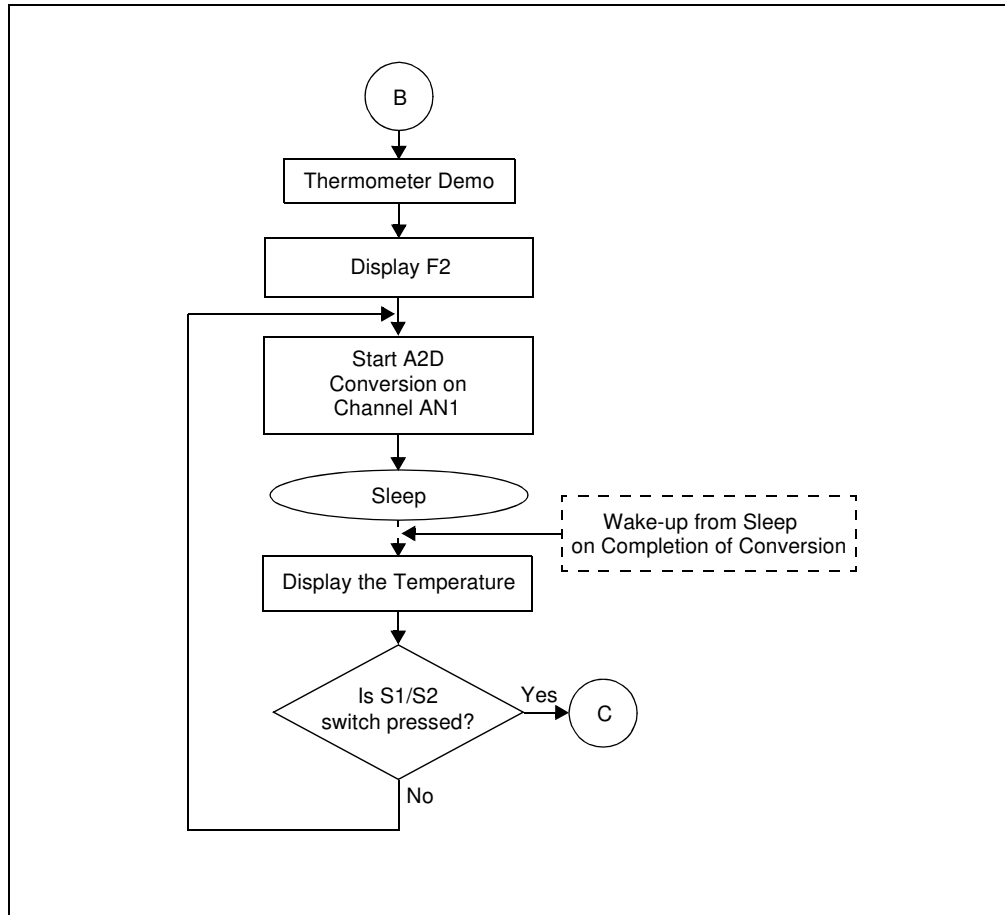 B
Thermometer Demo
Display F2
Start A2D
Conversion on
Channel AN1
Sleep
Wake-up from Sleep
on Completion of Conversion
Display the Temperature
Is S1/S2
switch pressed?
Yes
C
No